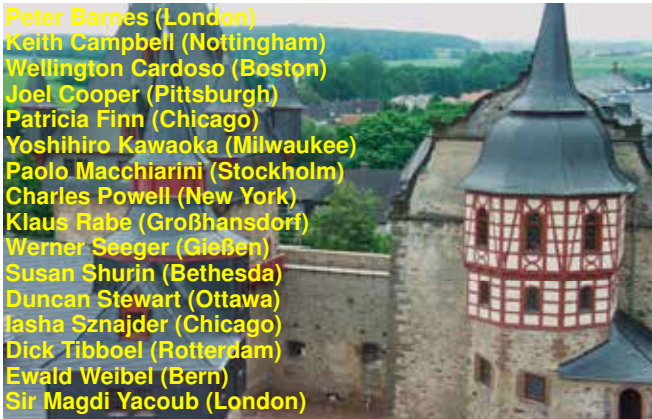 Peter Barnes (London)
Keith Campbell (Nottingham)
Wellington Cardoso (Boston)
Joel Cooper (Pittsburgh)
Patricia Finn (Chicago)
Yoshihiro Kawaoka (Milwaukee)
Paolo Macchiarini (Stockholm)
Charles Powell (New York)
Klaus Rabe (Großhansdorf)
Werner Seeger (Gießen)
Susan Shurin (Bethesda)
Duncan Stewart (Ottawa)
Iasha Sznajder (Chicago)
Dick Tibboel (Rotterdam)
Ewald Weibel (Bern)
Sir Magdi Yacoub (London)